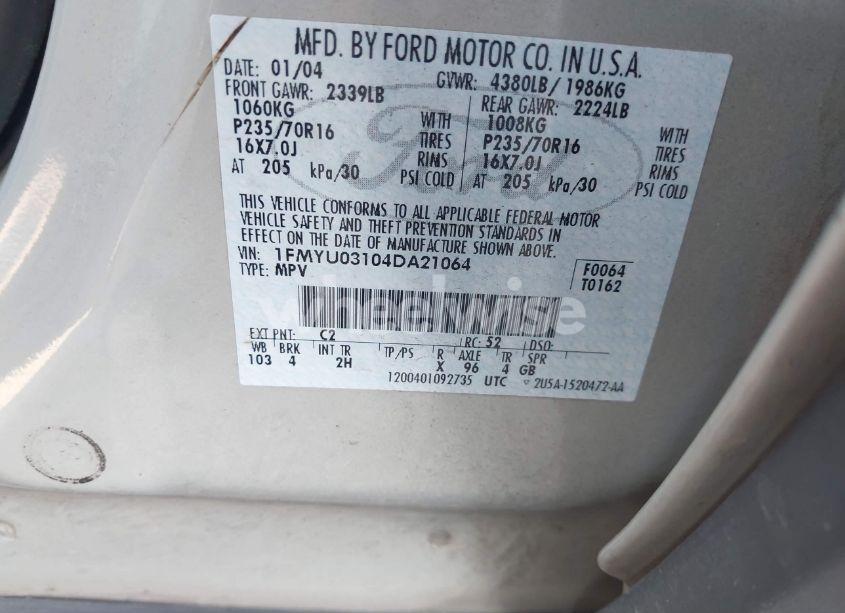 MFD. BY FORD MOTOR CO. IN U.S.A.
DATE: 01/04 GVWR: 4380LB/ 1986KG
FRONT GAWR: 2339LB REAR GAWR: 2224LB
1060KG WITH 1008KG WITH
P235/70R16 TIRES P235/70R16 TIRES
16X7.0J RIMS 16X7.0J RIMS
AT 205 kPa/30 PSI COLD AT 205 kPa/30 PSI COLD
Ford
THIS VEHICLE CONFORMS TO ALL APPLICABLE FEDERAL MOTOR
VEHICLE SAFETY AND THEFT PREVENTION STANDARDS IN
EFFECT ON THE DATE OF MANUFACTURE SHOWN ABOVE.
VIN: 1FMYU03104DA21064 F0064
TYPE: MPV T0162
wheelwise
EXT PNT: C2 RC: 52 DSO:
WB BRK INT TR TP/PS R AXLE TR SPR
103 4 2H X 96 4 GB
1200401092735 UTC 2U5A-1520472-AA